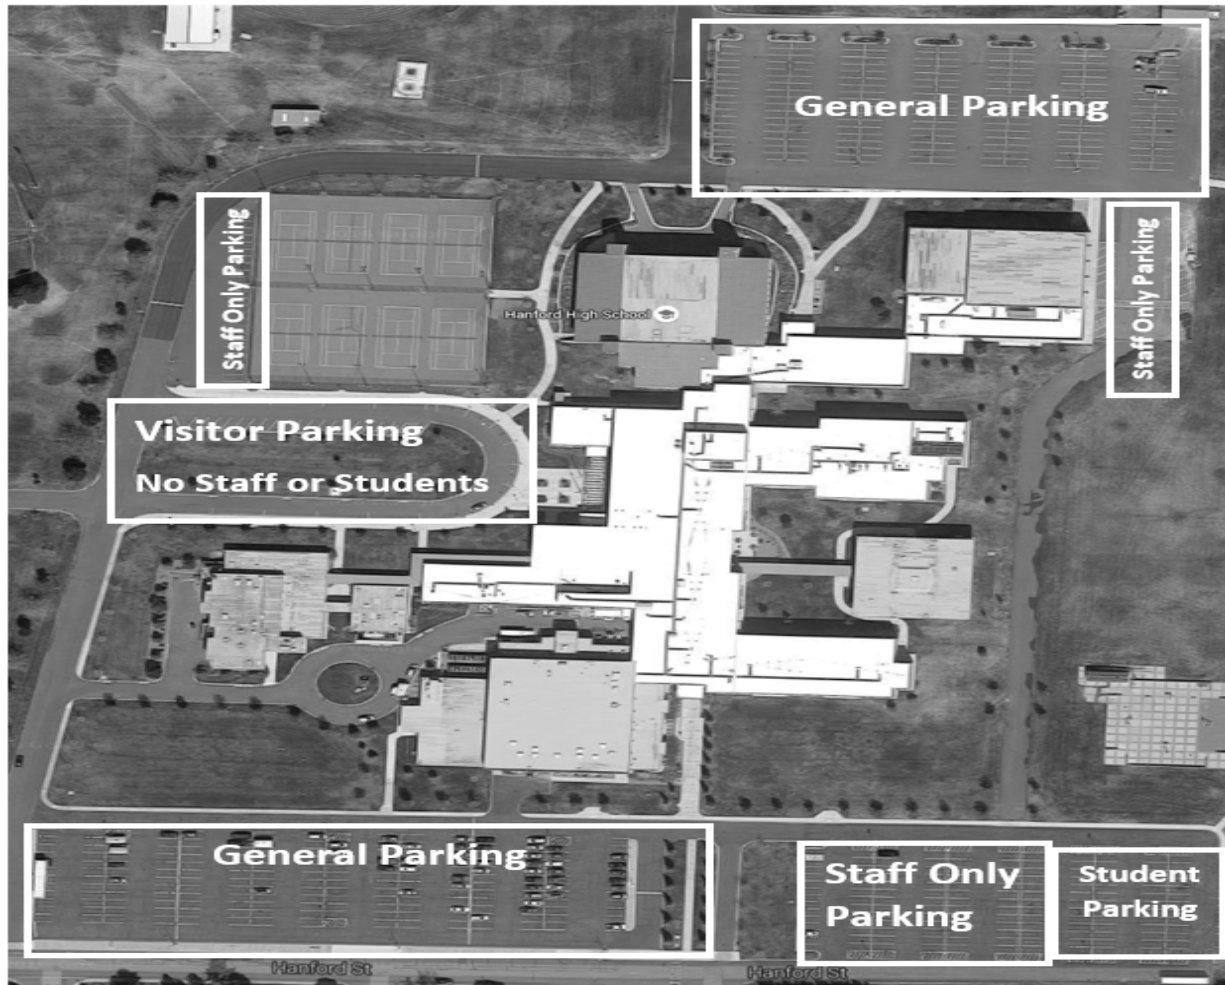 General Parking
Staff Only Parking
Staff Only Parking
Hanford High School
Visitor Parking
No Staff or Students
General Parking
Staff Only
Parking
Student
Parking
Hanford St
Hanford St